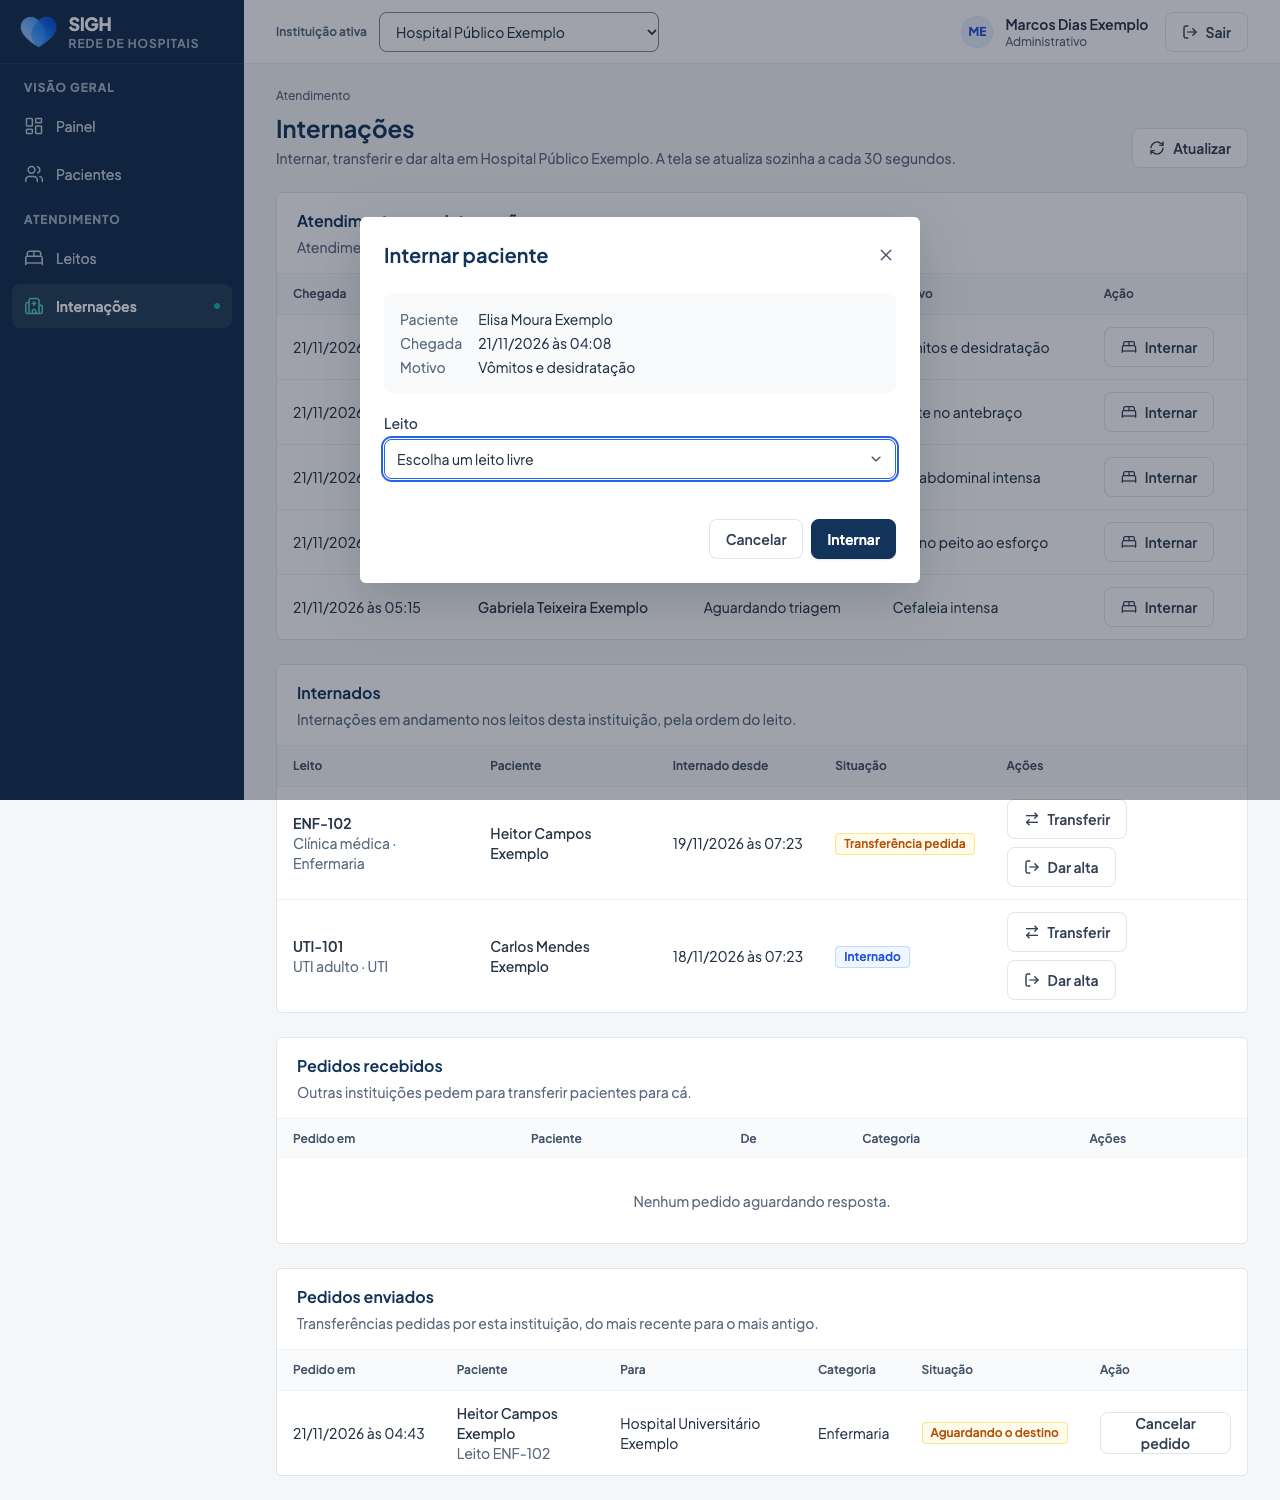 SIGH
REDE DE HOSPITAIS
VISÃO GERAL
Painel
Pacientes
ATENDIMENTO
Leitos
Internações
Instituição ativa
Hospital Público Exemplo
ME
Marcos Dias Exemplo
Administrativo
Sair
Atendimento
Internações
Internar, transferir e dar alta em Hospital Público Exemplo. A tela se atualiza sozinha a cada 30 segundos.
Atualizar
Internar paciente
Paciente Elisa Moura Exemplo
Chegada 21/11/2026 às 04:08
Motivo Vômitos e desidratação
Leito
Escolha um leito livre
Cancelar
Internar
Chegada
Ação
21/11/2026
e desidratação
Internar
21/11/2026
no antebraço
Internar
21/11/2026
abdominal intensa
Internar
21/11/2026
no peito ao esforço
Internar
21/11/2026 às 05:15 Gabriela Teixeira Exemplo Aguardando triagem Cefaleia intensa
Internar
Internados
Internações em andamento nos leitos desta instituição, pela ordem do leito.
Leito Paciente Internado desde Situação Ações
ENF-102
Clínica médica ·
Enfermaria
Heitor Campos
Exemplo
19/11/2026 às 07:23
Transferência pedida
Transferir
Dar alta
UTI-101
UTI adulto · UTI
Carlos Mendes
Exemplo
18/11/2026 às 07:23
Internado
Transferir
Dar alta
Pedidos recebidos
Outras instituições pedem para transferir pacientes para cá.
Pedido em Paciente De Categoria Ações
Nenhum pedido aguardando resposta.
Pedidos enviados
Transferências pedidas por esta instituição, do mais recente para o mais antigo.
Pedido em Paciente Para Categoria Situação Ação
21/11/2026 às 04:43
Heitor Campos
Exemplo
Leito ENF-102
Hospital Universitário
Exemplo
Enfermaria
Aguardando o destino
Cancelar
pedido